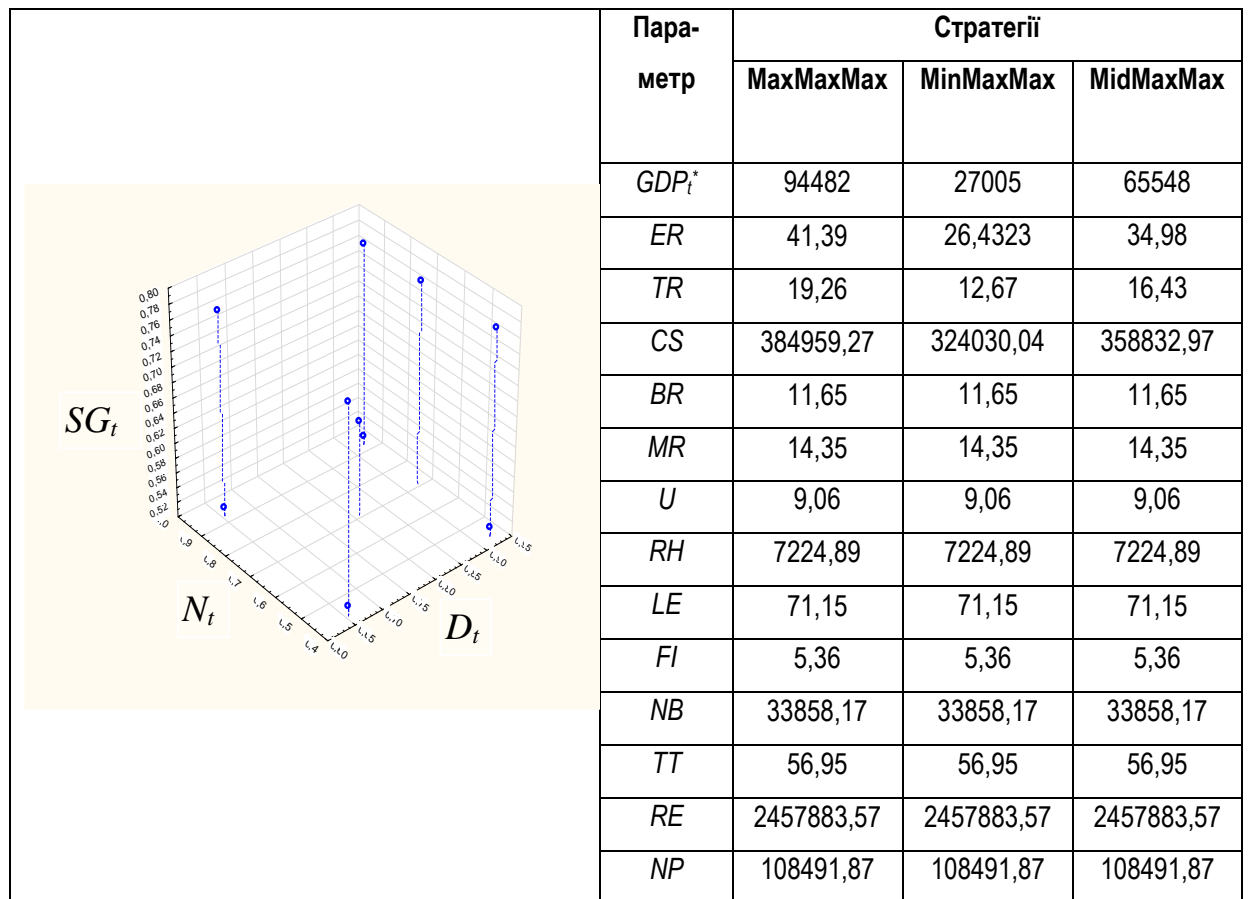 SGt
0,80
0,78
0,76
0,74
0,72
0,70
0,68
0,66
0,64
0,62
0,60
0,58
0,56
0,54
0,52
Nt
Dt
Пара-метр Стратегії
MaxMaxMax MinMaxMax MidMaxMax
GDPt* 94482 27005 65548
ER 41,39 26,4323 34,98
TR 19,26 12,67 16,43
CS 384959,27 324030,04 358832,97
BR 11,65 11,65 11,65
MR 14,35 14,35 14,35
U 9,06 9,06 9,06
RH 7224,89 7224,89 7224,89
LE 71,15 71,15 71,15
FI 5,36 5,36 5,36
NB 33858,17 33858,17 33858,17
TT 56,95 56,95 56,95
RE 2457883,57 2457883,57 2457883,57
NP 108491,87 108491,87 108491,87